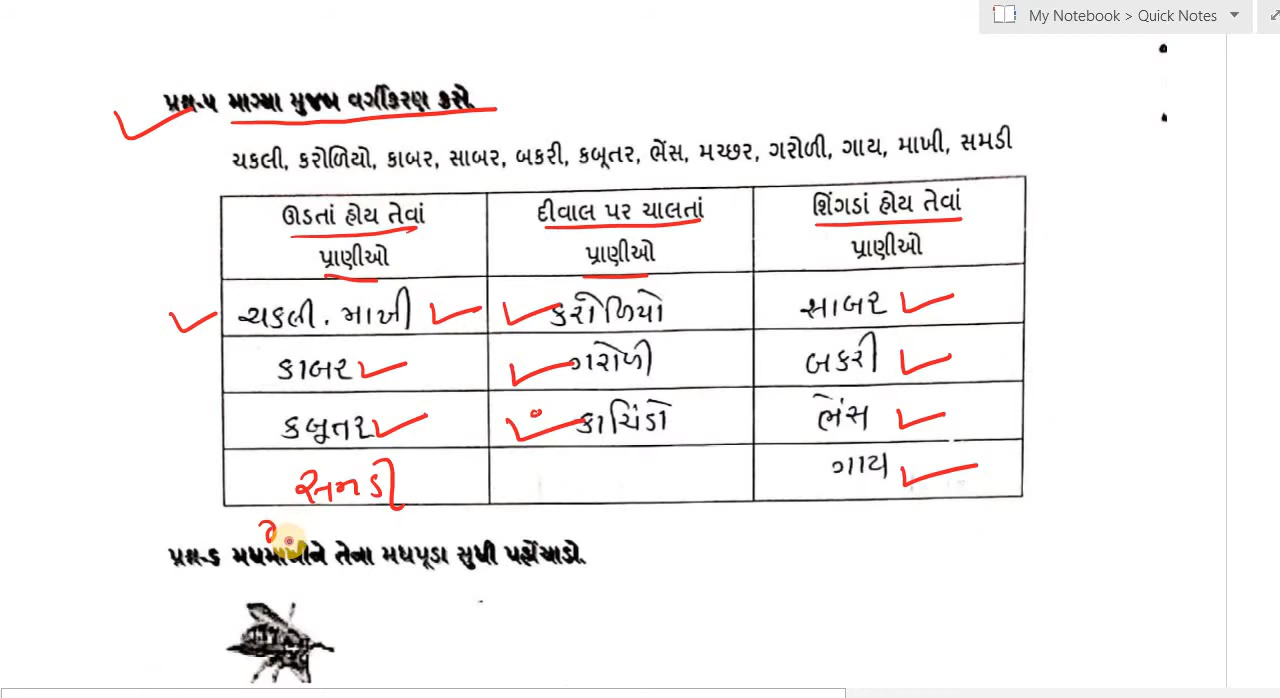 My Notebook > Quick Notes
પ્રશ્ન-૫ માગ્યા મુજબ વર્ગીકરણ કરો.
ચકલી, કરોળિયો, કાબર, સાબર, બકરી, કબૂતર, ભેંસ, મચ્છર, ગરોળી, ગાય, માખી, સમડી
ઊડતાં હોય તેવાં
પ્રાણીઓ
દીવાલ પર ચાલતાં
પ્રાણીઓ
શિંગડાં હોય તેવાં
પ્રાણીઓ
ચકલી. માખી
કરોળિયો
સાબર
કાબર
ગરોળી
બકરી
કબૂતર
કાચિંડો
ભેંસ
સમડી
ગાય
પ્રશ્ન-૬ મધમાખીને તેના મધપૂડા સુધી પહોંચાડો.